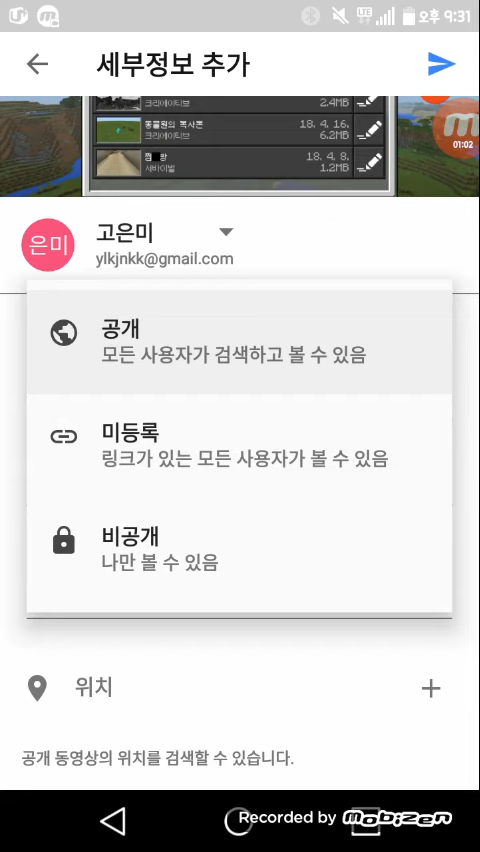 오후 9:31
세부정보 추가
크리에이티브
2.4MB
동물원의 복사본
18. 4. 16.
크리에이티브
6.2MB
18. 4. 8.
서바이벌
1.2MB
01:02
은미
고은미
ylkjnkk@gmail.com
공개
모든 사용자가 검색하고 볼 수 있음
미등록
링크가 있는 모든 사용자가 볼 수 있음
비공개
나만 볼 수 있음
위치
공개 동영상의 위치를 검색할 수 있습니다.
Recorded by Mobizen